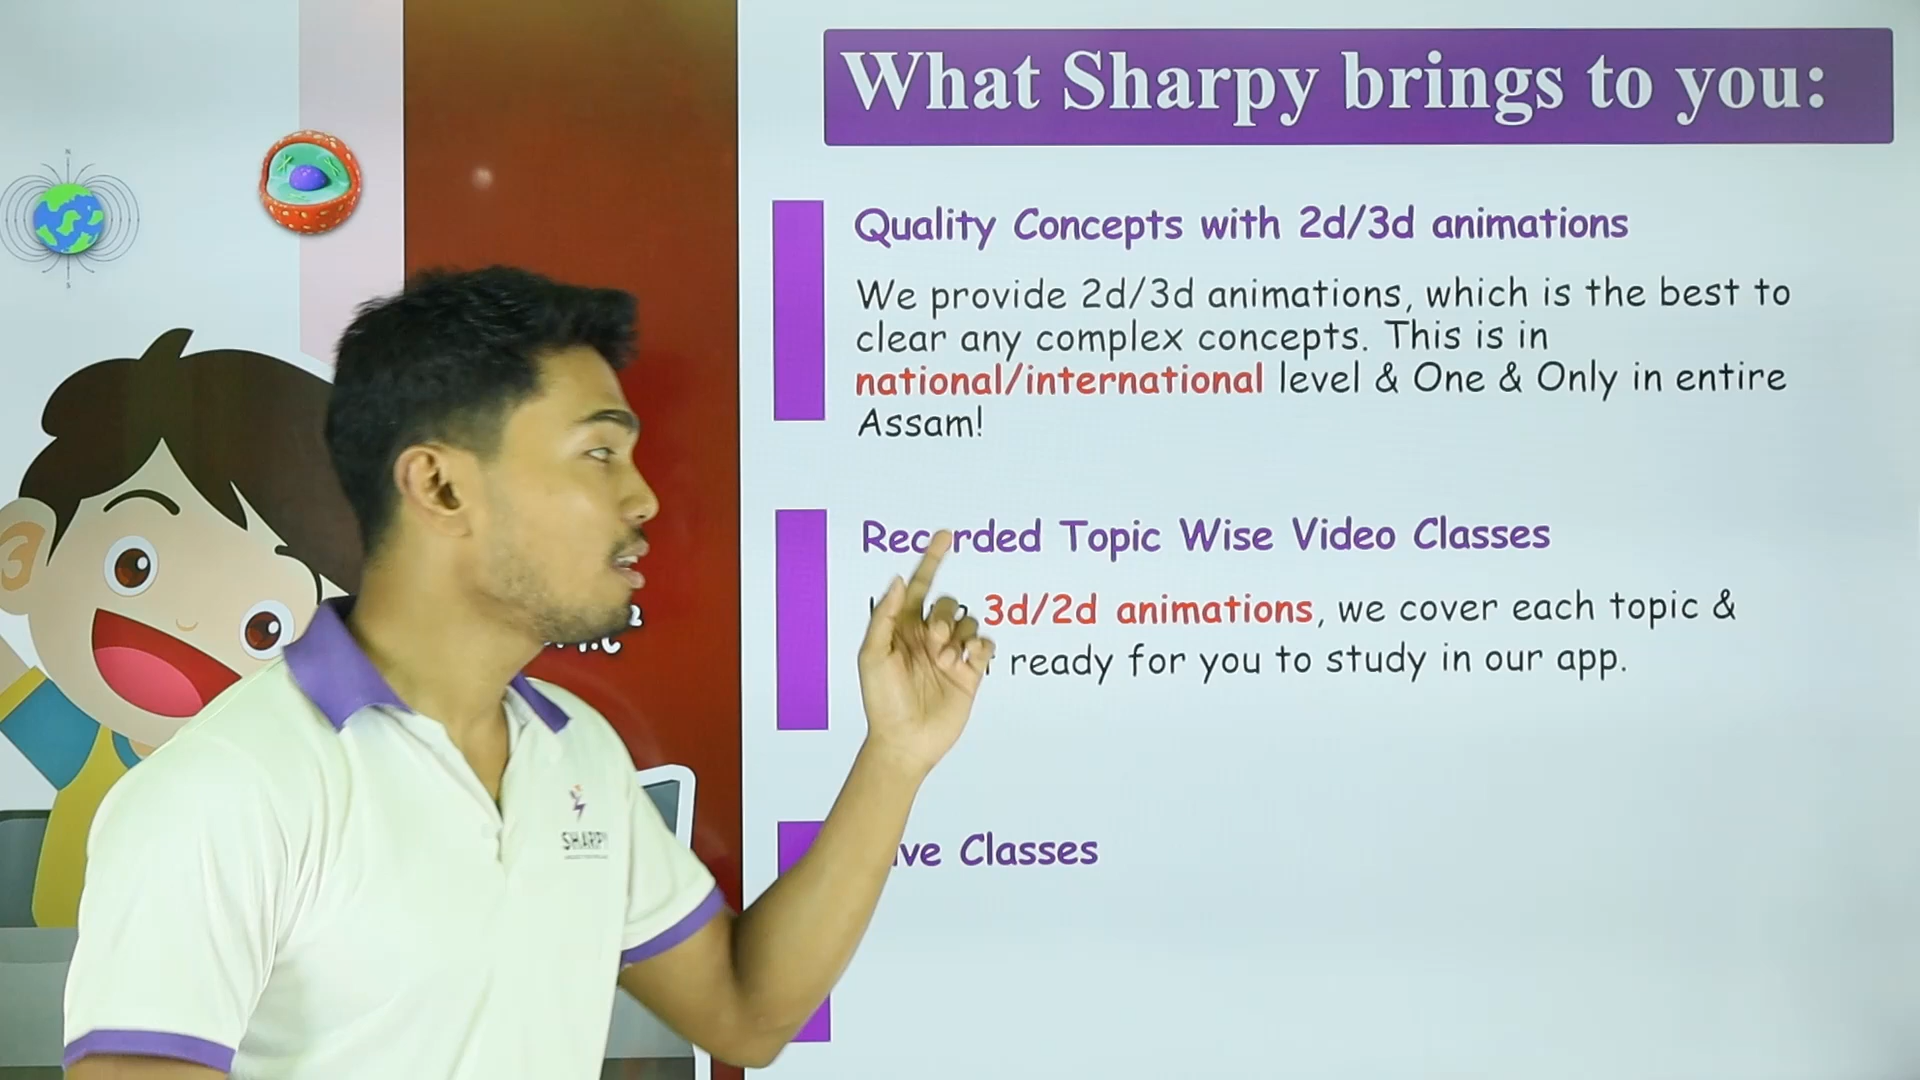 What Sharpy brings to you:
Quality Concepts with 2d/3d animations
We provide 2d/3d animations, which is the best to
clear any complex concepts. This is in
national/international level & One & Only in entire
Assam!
Recorded Topic Wise Video Classes
3d/2d animations, we cover each topic &
ready for you to study in our app.
Classes
SHARPY